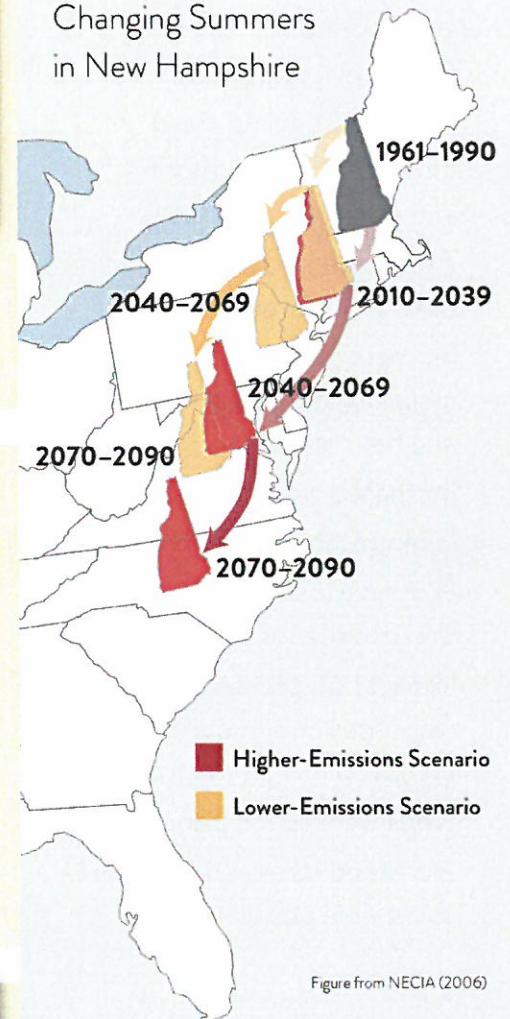 Changing Summers
in New Hampshire
1961–1990
2010–2039
2040–2069
2040–2069
2070–2090
2070–2090
Higher-Emissions Scenario
Lower-Emissions Scenario
Figure from NECIA (2006)